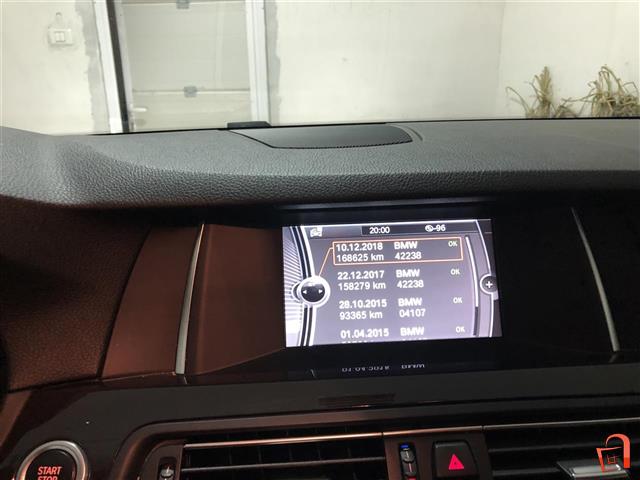 20:00
-96
10.12.2018 BMW OK
168625 km 42238
22.12.2017 BMW OK
158279 km 42238
28.10.2015 BMW OK
93365 km 04107
01.04.2015 BMW OK
START
STOP